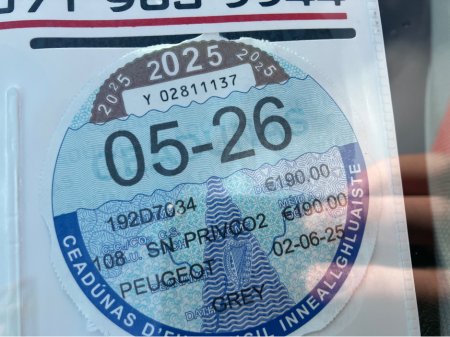 2025 2025 2025
Y 02811137
05-26
192D7034 €190.00
108 SN PRIVCO2 €190.00
PEUGEOT 02-06-25
GREY
CEADÚNAS INNEALLGHLUAISTE